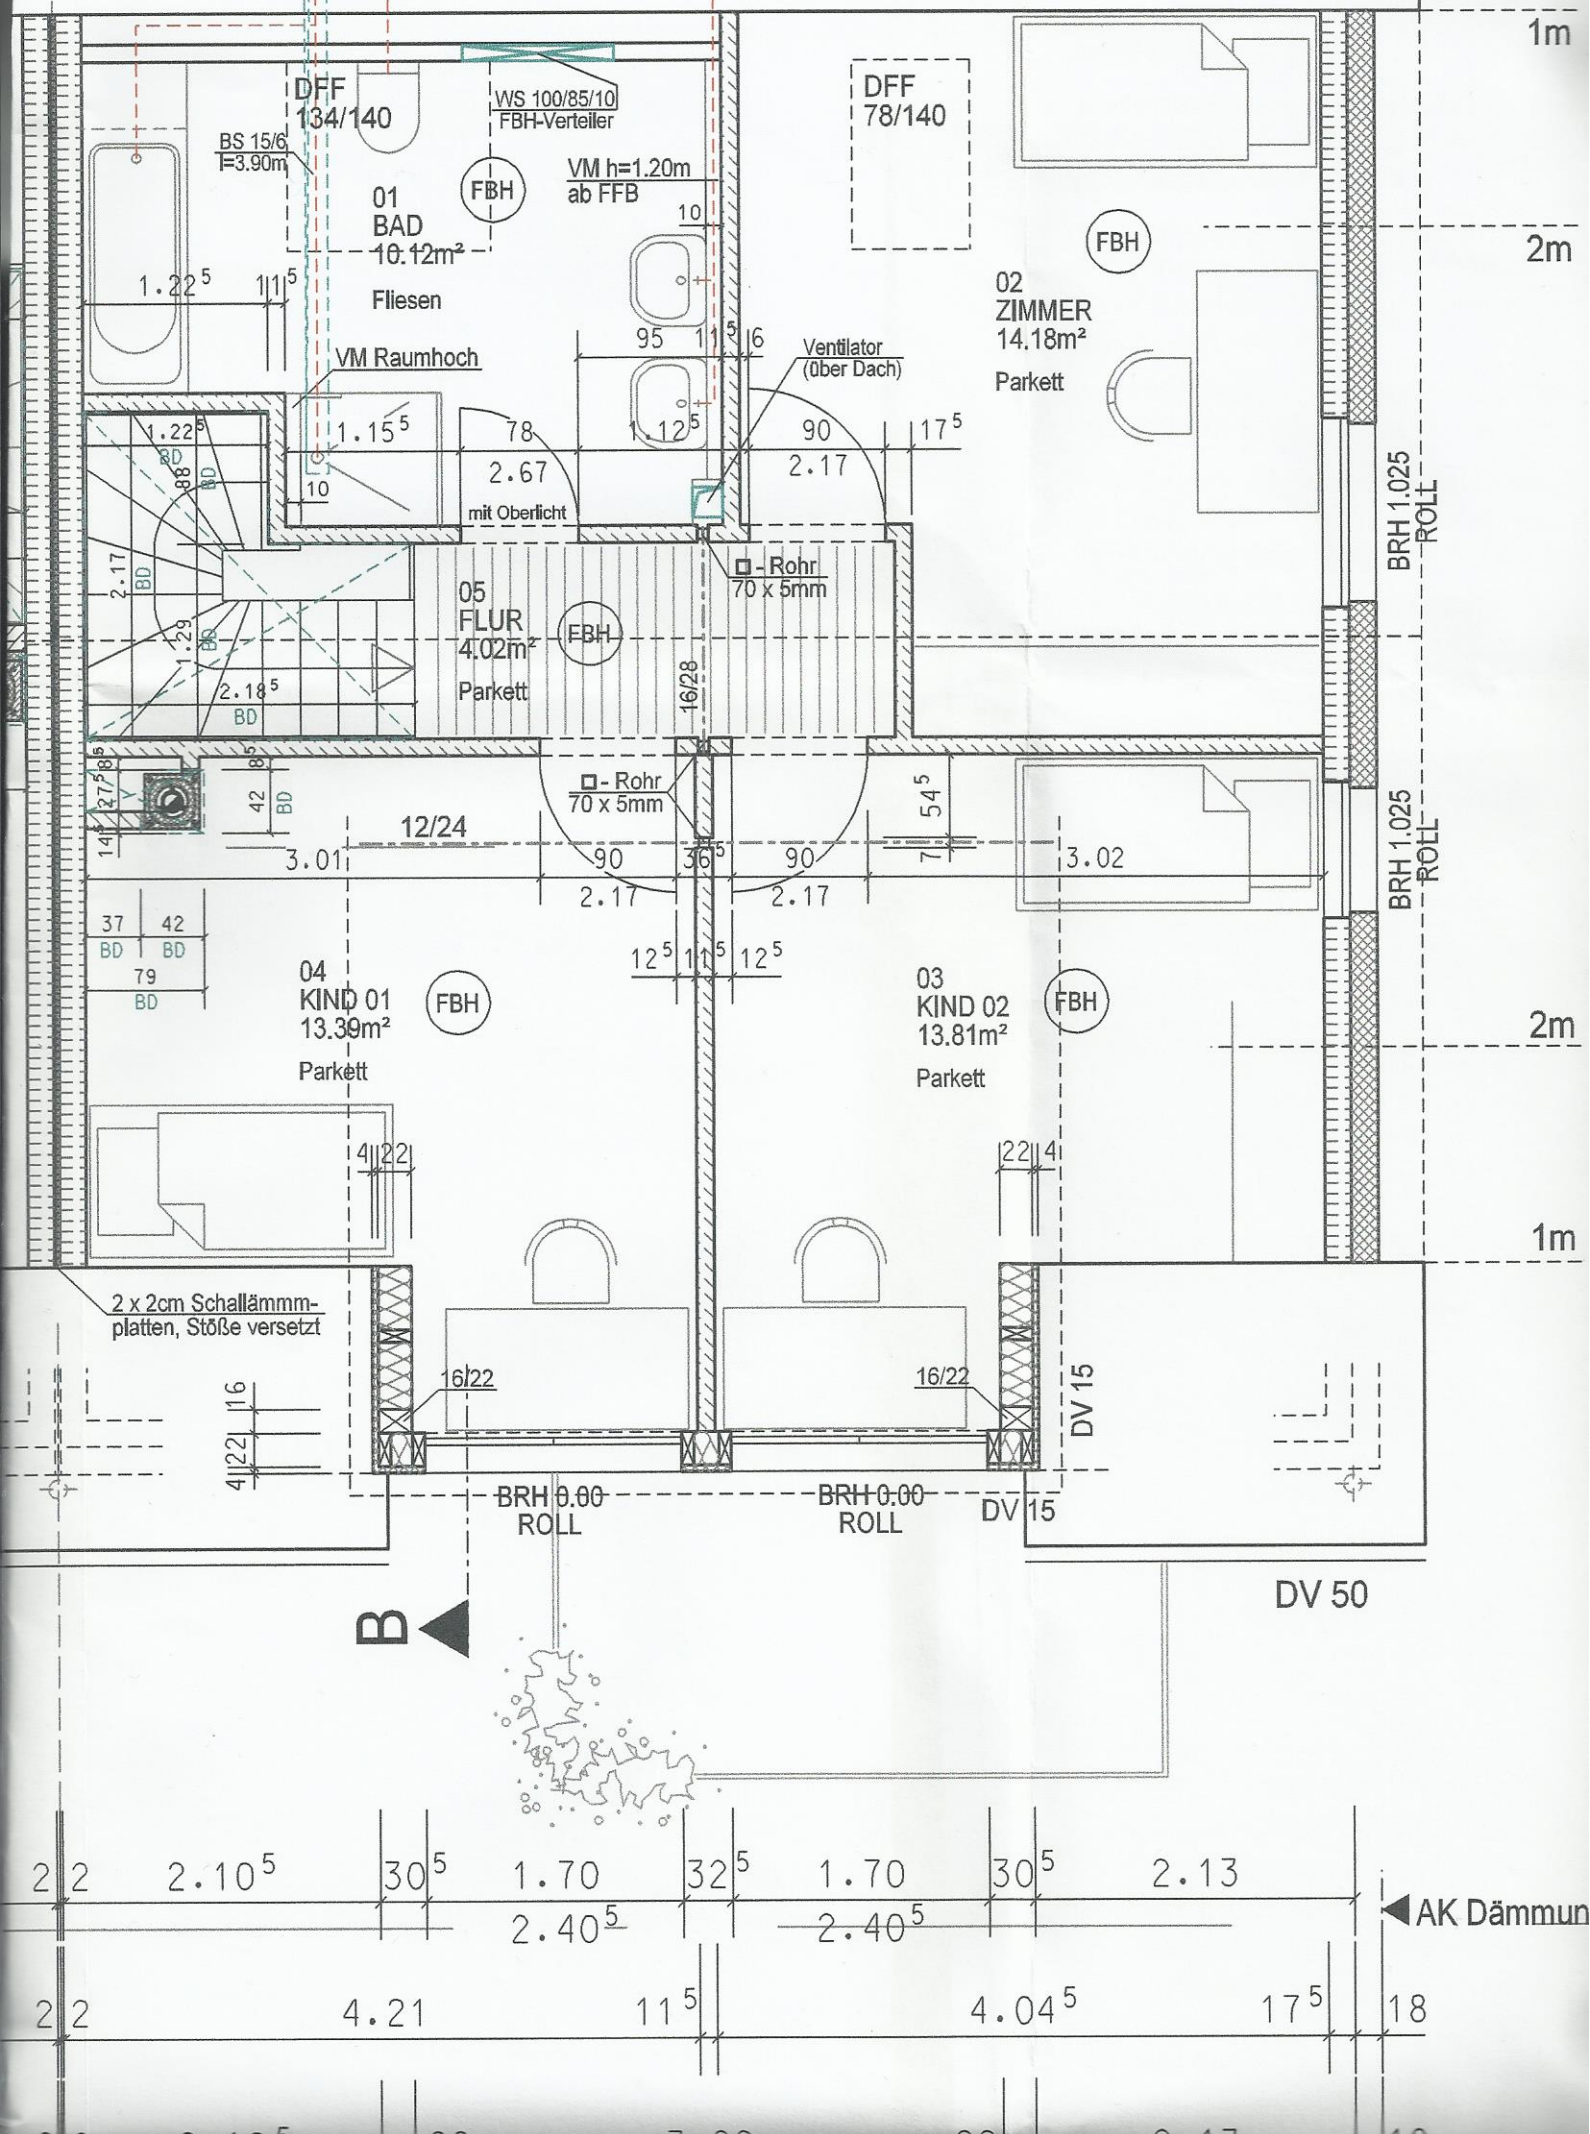 1m
DFF
134/140
WS 100/85/10
FBH-Verteiler
DFF
78/140
BS 15/6
l=3.90m
FBH
VM h=1.20m
ab FFB
10
01
BAD
10.12m²
Fliesen
FBH
2m
02
ZIMMER
14.18m²
Parkett
1.22⁵
11⁵
95
11⁵
6
Ventilator
(über Dach)
VM Raumhoch
1.22⁵
BD
88
BD
1.15⁵
78
2.67
1.12⁵
90
2.17
17⁵
10
mit Oberlicht
BRH 1.025
ROLL
2.17
BD
1.29
BD
2.18⁵
BD
05
FLUR
4.02m²
Parkett
FBH
16/28
- Rohr
70 x 5mm
8⁵
27⁵
14⁵
8⁵
42
BD
- Rohr
70 x 5mm
54⁵
7
12/24
3.01
90
2.17
36⁵
90
2.17
3.02
BRH 1.025
ROLL
37
BD
42
BD
79
BD
12⁵
11⁵
12⁵
04
KIND 01
13.39m²
Parkett
FBH
03
KIND 02
13.81m²
Parkett
FBH
2m
4
22
22
4
1m
2 x 2cm Schallämmm-
platten, Stöße versetzt
16/22
16/22
DV 15
16
22
4
BRH 0.00
ROLL
BRH 0.00
ROLL
DV 15
DV 50
B
2
2
2.10⁵
30⁵
1.70
2.40⁵
32⁵
1.70
2.40⁵
30⁵
2.13
AK Dämmun
2
2
4.21
11⁵
4.04⁵
17⁵
18